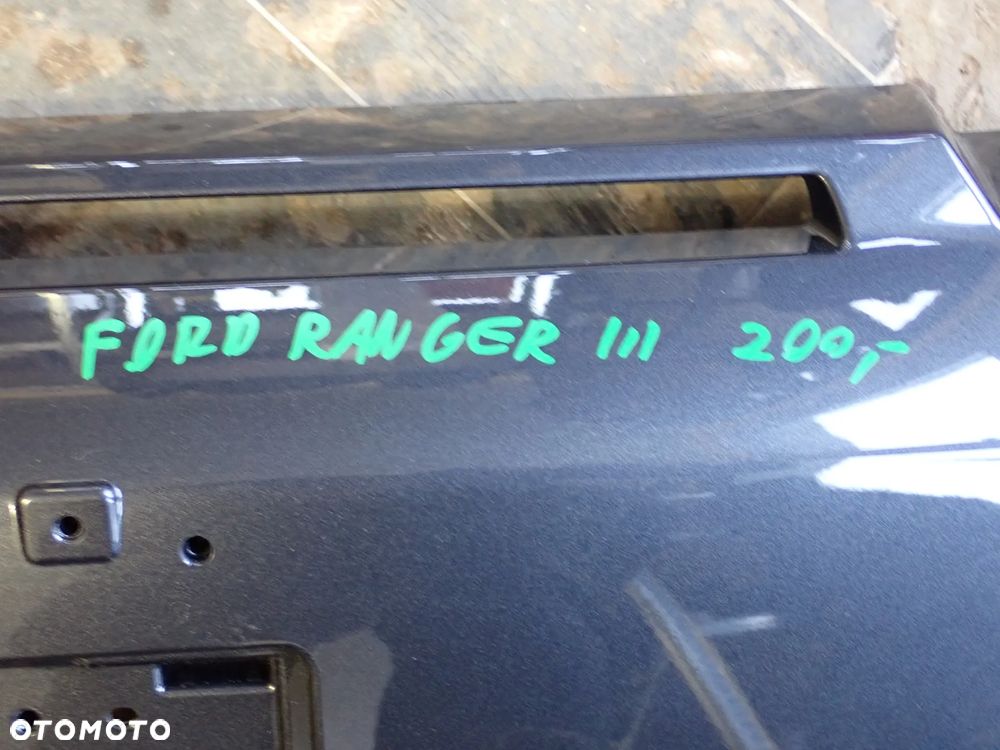 FORD RANGER III 200,-
OTOMOTO